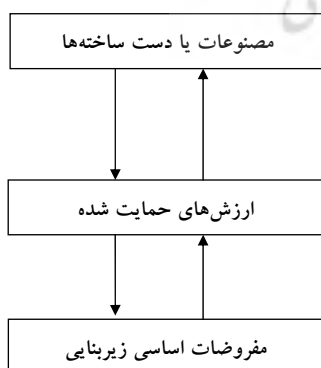 مصنوعات یا دست ساخته‌ها
ارزش‌های حمایت شده
مفروضات اساسی زیربنایی